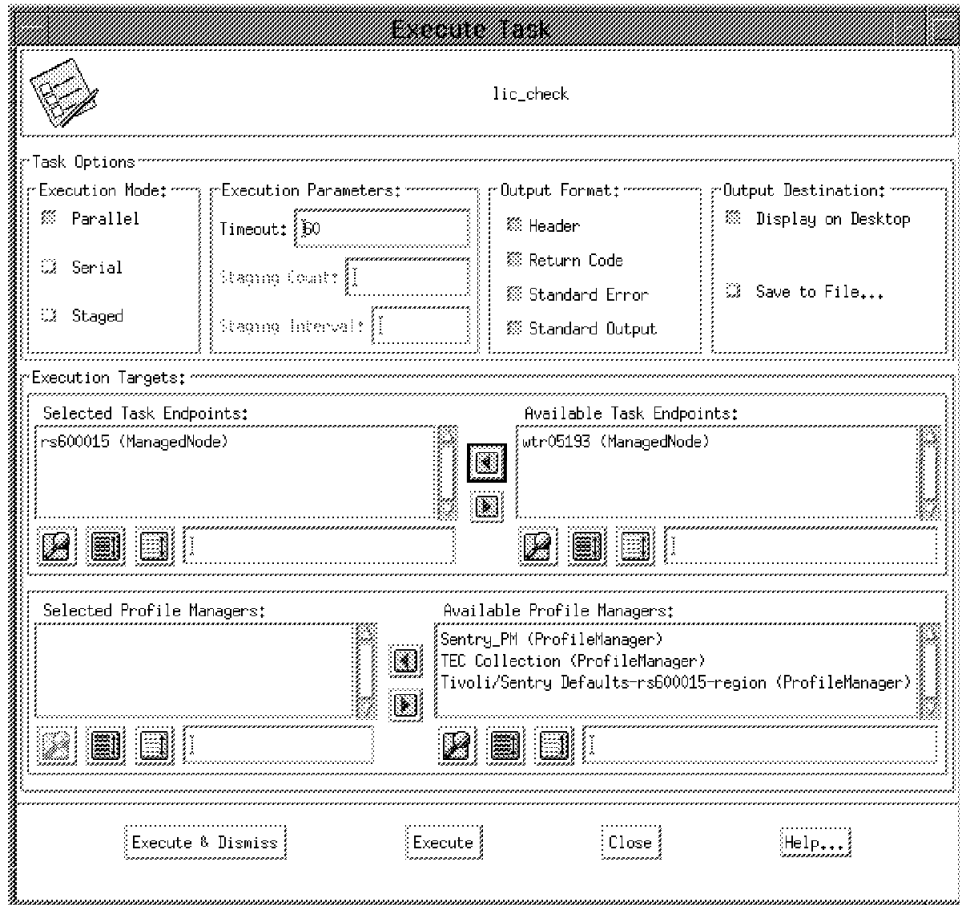 Execute Task
lic_check
Task Options
Execution Mode:
Parallel
Serial
Staged
Execution Parameters:
Timeout: 60
Staging Count:
Staging Interval:
Output Format:
Header
Return Code
Standard Error
Standard Output
Output Destination:
Display on Desktop
Save to File...
Execution Targets:
Selected Task Endpoints:
rs600015 (ManagedNode)
Available Task Endpoints:
wtr05193 (ManagedNode)
Selected Profile Managers:
Available Profile Managers:
Sentry_PM (ProfileManager)
TEC Collection (ProfileManager)
Tivoli/Sentry Defaults-rs600015-region (ProfileManager)
Execute & Dismiss
Execute
Close
Help...